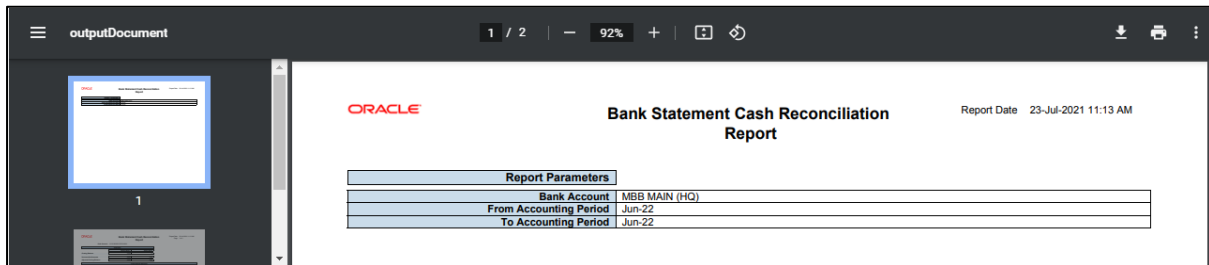 outputDocument
1 / 2
92%
ORACLE
Bank Statement Cash Reconciliation
Report
Report Date 23-Jul-2021 11:13 AM
Report Parameters
Bank Account MBB MAIN (HQ)
From Accounting Period Jun-22
To Accounting Period Jun-22
1